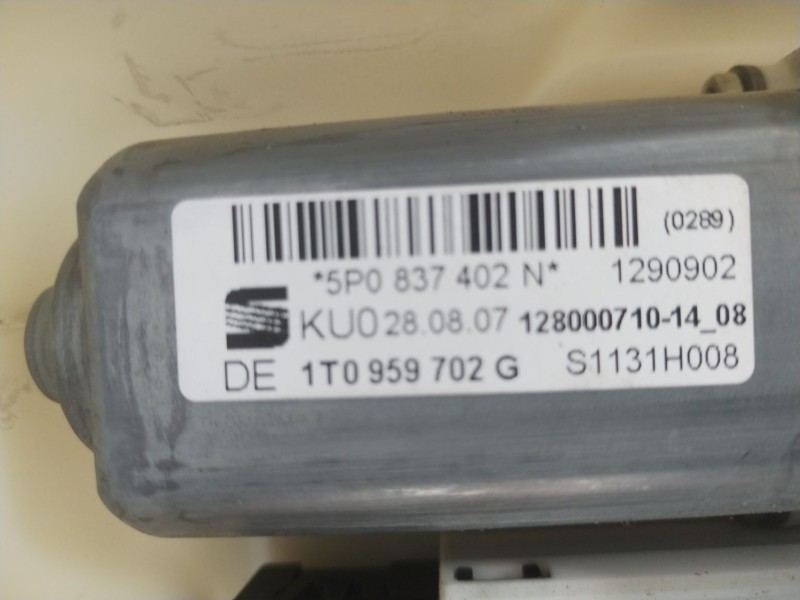 (0289)
*5P0 837 402 N* 1290902
KU0 28.08.07 128000710-14_08
DE 1T0 959 702 G S1131H008